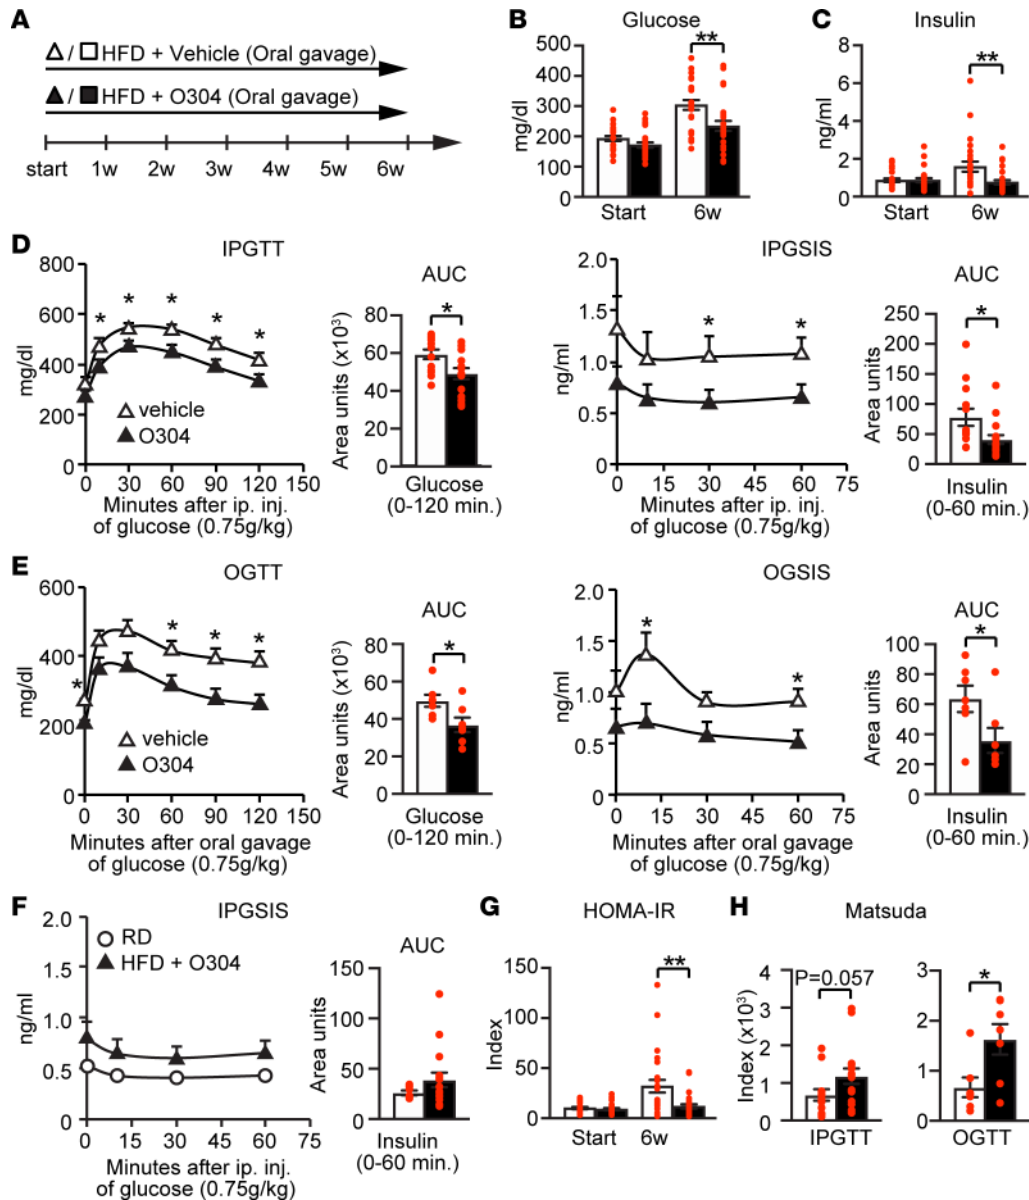 A
△ / □ HFD + Vehicle (Oral gavage)
▲ / ■ HFD + O304 (Oral gavage)
start 1w 2w 3w 4w 5w 6w
B
Glucose
**
mg/dl
500
400
300
200
100
0
Start 6w
C
Insulin
**
ng/ml
6
4
2
0
Start 6w
D
IPGTT
mg/dl
800
600
400
200
0
* * * * *
△ vehicle
▲ O304
0 30 60 90 120 150
Minutes after ip. inj.
of glucose (0.75g/kg)
AUC
*
Area units (x10³)
80
60
40
20
0
Glucose
(0-120 min.)
IPGSIS
ng/ml
2.0
1.5
1.0
0.5
0
* *
0 15 30 45 60 75
Minutes after ip. inj.
of glucose (0.75g/kg)
AUC
*
Area units
250
200
150
100
50
0
Insulin
(0-60 min.)
E
OGTT
mg/dl
600
400
200
0
* * * *
△ vehicle
▲ O304
0 30 60 90 120 150
Minutes after oral gavage
of glucose (0.75g/kg)
AUC
*
Area units (x10³)
80
60
40
20
0
Glucose
(0-120 min.)
OGSIS
ng/ml
2.0
1.5
1.0
0.5
0
* *
0 15 30 45 60 75
Minutes after oral gavage
of glucose (0.75g/kg)
AUC
*
Area units
100
80
60
40
20
0
Insulin
(0-60 min.)
F
IPGSIS
ng/ml
2.0
1.5
1.0
0.5
0
○ RD
▲ HFD + O304
0 15 30 45 60 75
Minutes after ip. inj.
of glucose (0.75g/kg)
AUC
Area units
150
100
50
0
Insulin
(0-60 min.)
G
HOMA-IR
**
Index
150
100
50
0
Start 6w
H
Matsuda
P=0.057
Index (x10³)
4
3
2
1
0
IPGTT
*
3
2
1
0
OGTT